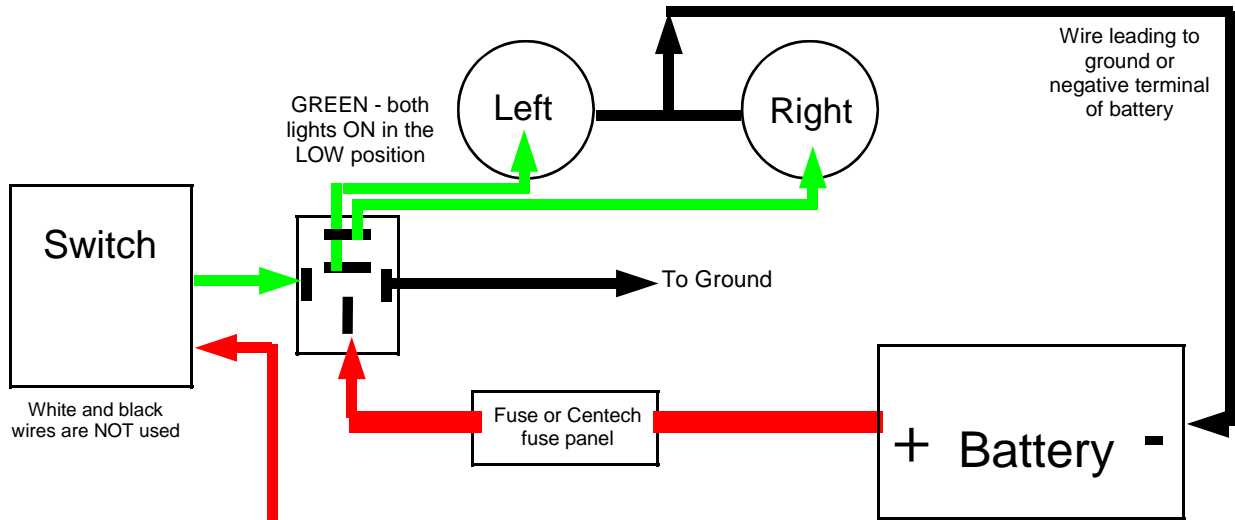 Wire leading to
ground or
negative terminal
of battery
GREEN - both
lights ON in the
LOW position
Left
Right
Switch
To Ground
White and black
wires are NOT used
Fuse or Centech
fuse panel
+ Battery -